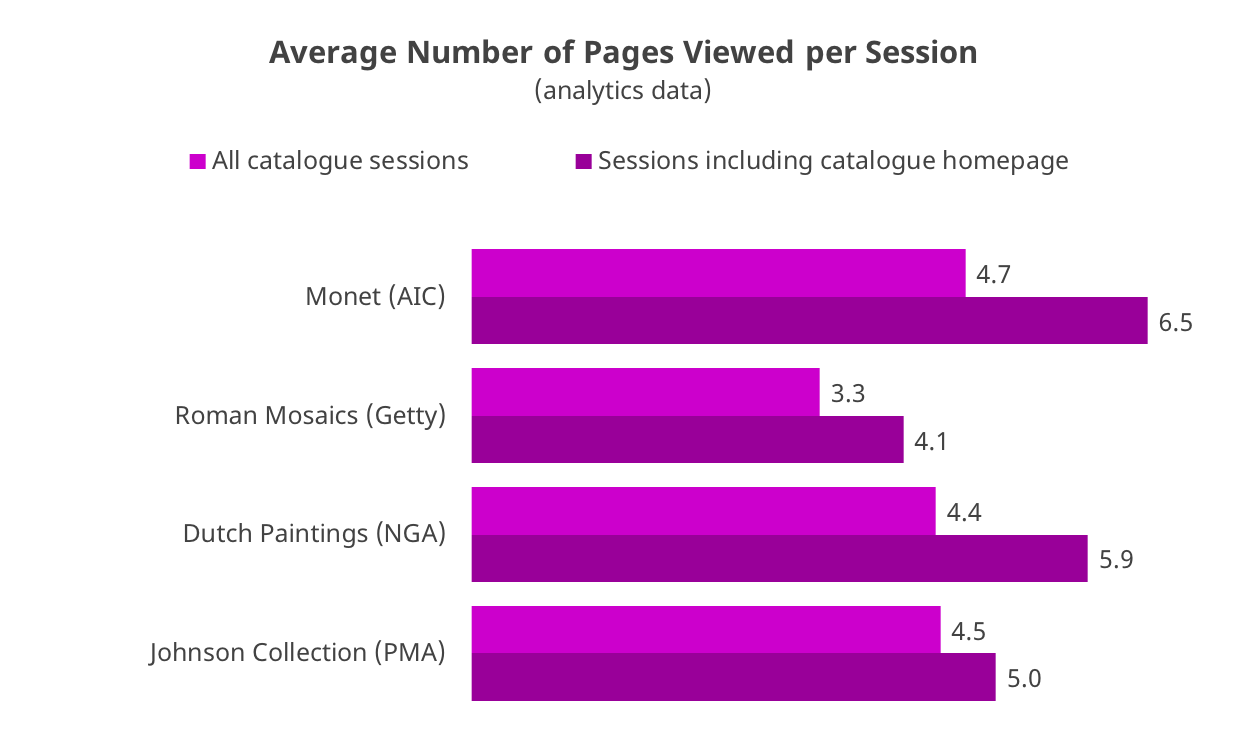 Average Number of Pages Viewed per Session
(analytics data)
All catalogue sessions
Sessions including catalogue homepage
Monet (AIC)
4.7
6.5
Roman Mosaics (Getty)
3.3
4.1
Dutch Paintings (NGA)
4.4
5.9
Johnson Collection (PMA)
4.5
5.0